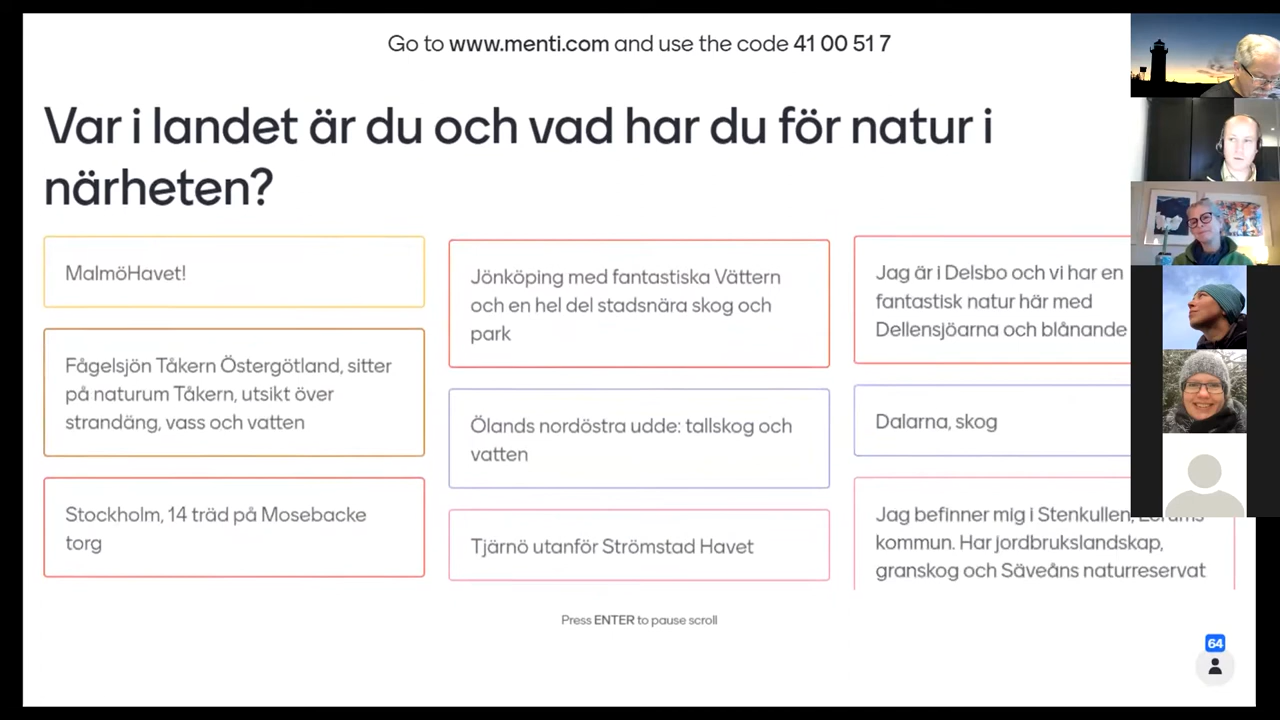 Go to www.menti.com and use the code 41 00 51 7
Var i landet är du och vad har du för natur i
närheten?
MalmöHavet!
Fågelsjön Tåkern Östergötland, sitter
på naturum Tåkern, utsikt över
strandäng, vass och vatten
Stockholm, 14 träd på Mosebacke
torg
Jönköping med fantastiska Vättern
och en hel del stadsnära skog och
park
Ölands nordöstra udde: tallskog och
vatten
Tjärnö utanför Strömstad Havet
Jag är i Delsbo och vi har en
fantastisk natur här med
Dellensjöarna och blånande
Dalarna, skog
Jag befinner mig i Stenkullen,
kommun. Har jordbrukslandskap,
granskog och Säveåns naturreservat
Press ENTER to pause scroll
64